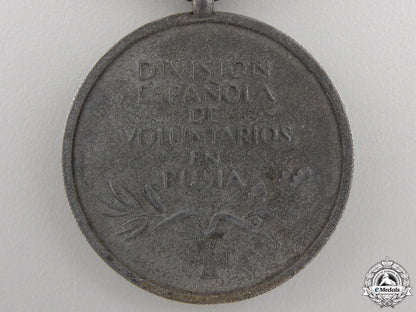 DIVISION
ESPAÑOLA
DE
VOLUNTARIOS
EN
RUSIA